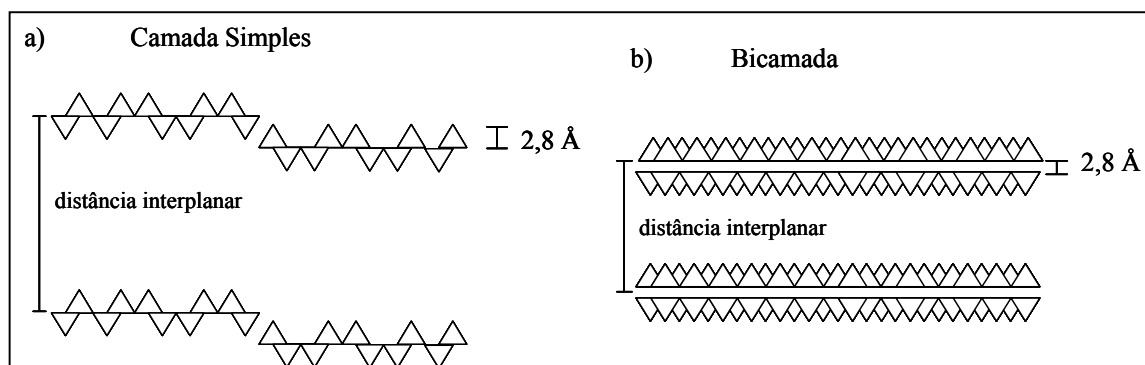 a) Camada Simples
2,8 Å
distância interplanar
b) Bicamada
2,8 Å
distância interplanar